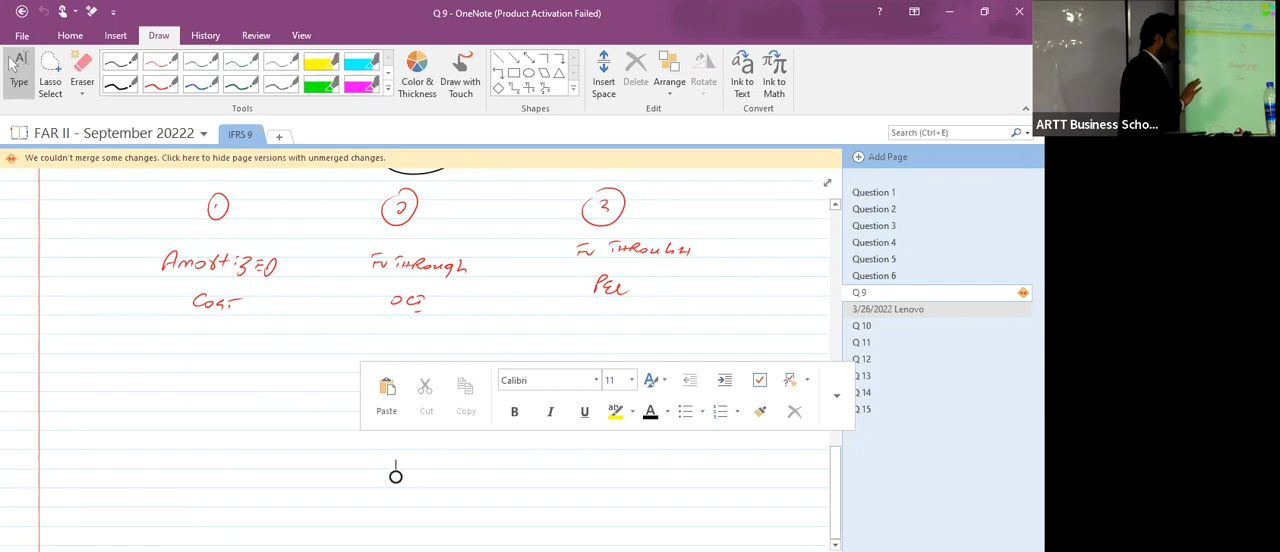 Q 9 - OneNote (Product Activation Failed)
?
File Home Insert Draw History Review View
Type
Lasso Select
Eraser
Color & Thickness
Draw with Touch
Insert Space
Delete
Arrange
Rotate
Ink to Text
Ink to Math
Tools
Shapes
Edit
Convert
ARTT Business Scho...
FAR II - September 20222
IFRS 9
Search (Ctrl+E)
We couldn't merge some changes. Click here to hide page versions with unmerged changes.
Add Page
Question 1
Question 2
Question 3
Question 4
Question 5
Question 6
Q 9
3/26/2022 Lenovo
Q 10
Q 11
Q 12
Q 13
Q 14
Q 15
1 2 3
AmortizED
Cost
FV THROUGH
OCI
FV THROUGH
P&L
Paste
Cut
Copy
Calibri
11
B I U ab A